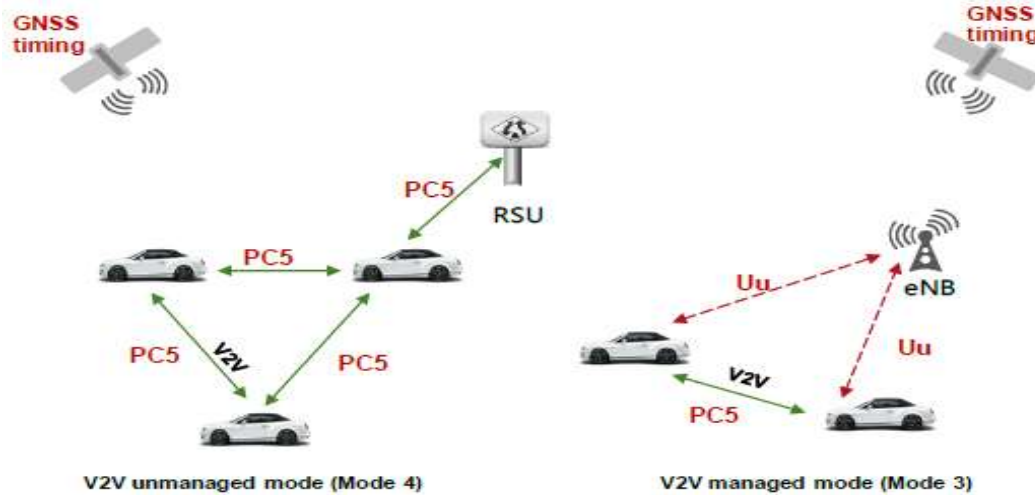 GNSS
timing
GNSS
timing
PC5
RSU
PC5
Uu
eNB
PC5
V2V
PC5
Uu
V2V
PC5
V2V unmanaged mode (Mode 4)
V2V managed mode (Mode 3)